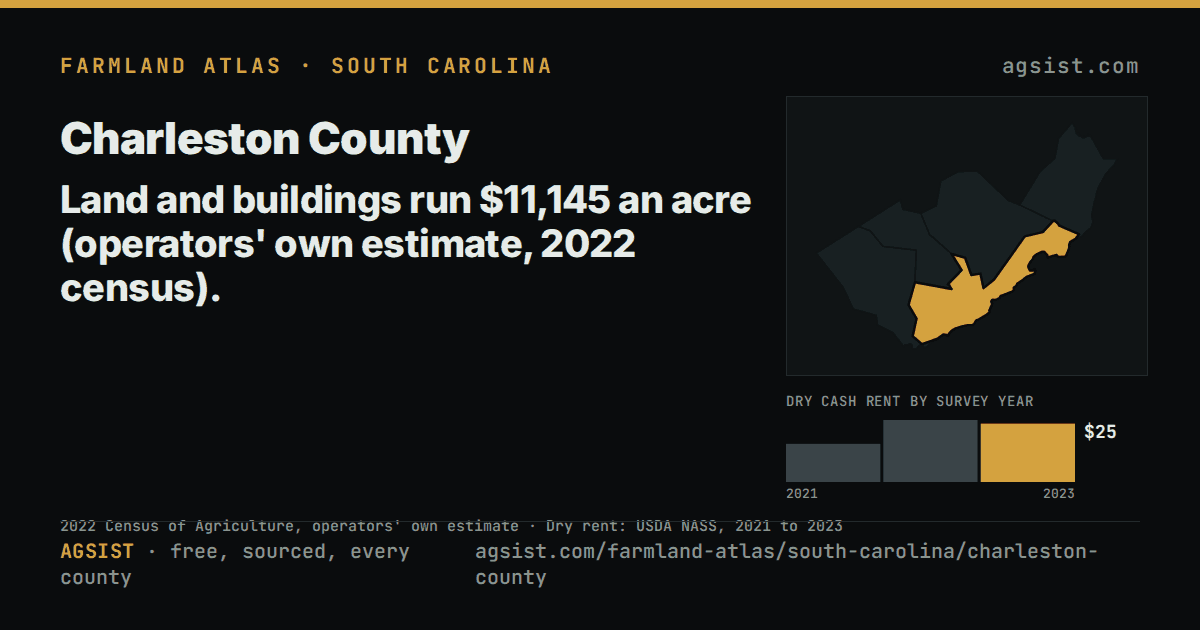 FARMLAND ATLAS · SOUTH CAROLINA
agsist.com
Charleston County
Land and buildings run $11,145 an acre
(operators' own estimate, 2022
census).
DRY CASH RENT BY SURVEY YEAR
$25
2021
2023
2022 Census of Agriculture, operators' own estimate · Dry rent: USDA NASS, 2021 to 2023
AGSIST · free, sourced, every
county
agsist.com/farmland-atlas/south-carolina/charleston-
county